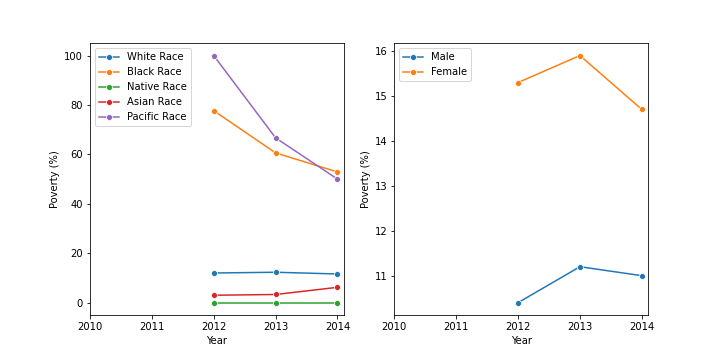 White Race
Black Race
Native Race
Asian Race
Pacific Race
100
80
60
40
20
0
Poverty (%)
2010
2011
2012
2013
2014
Year
Male
Female
16
15
14
13
12
11
Poverty (%)
2010
2011
2012
2013
2014
Year